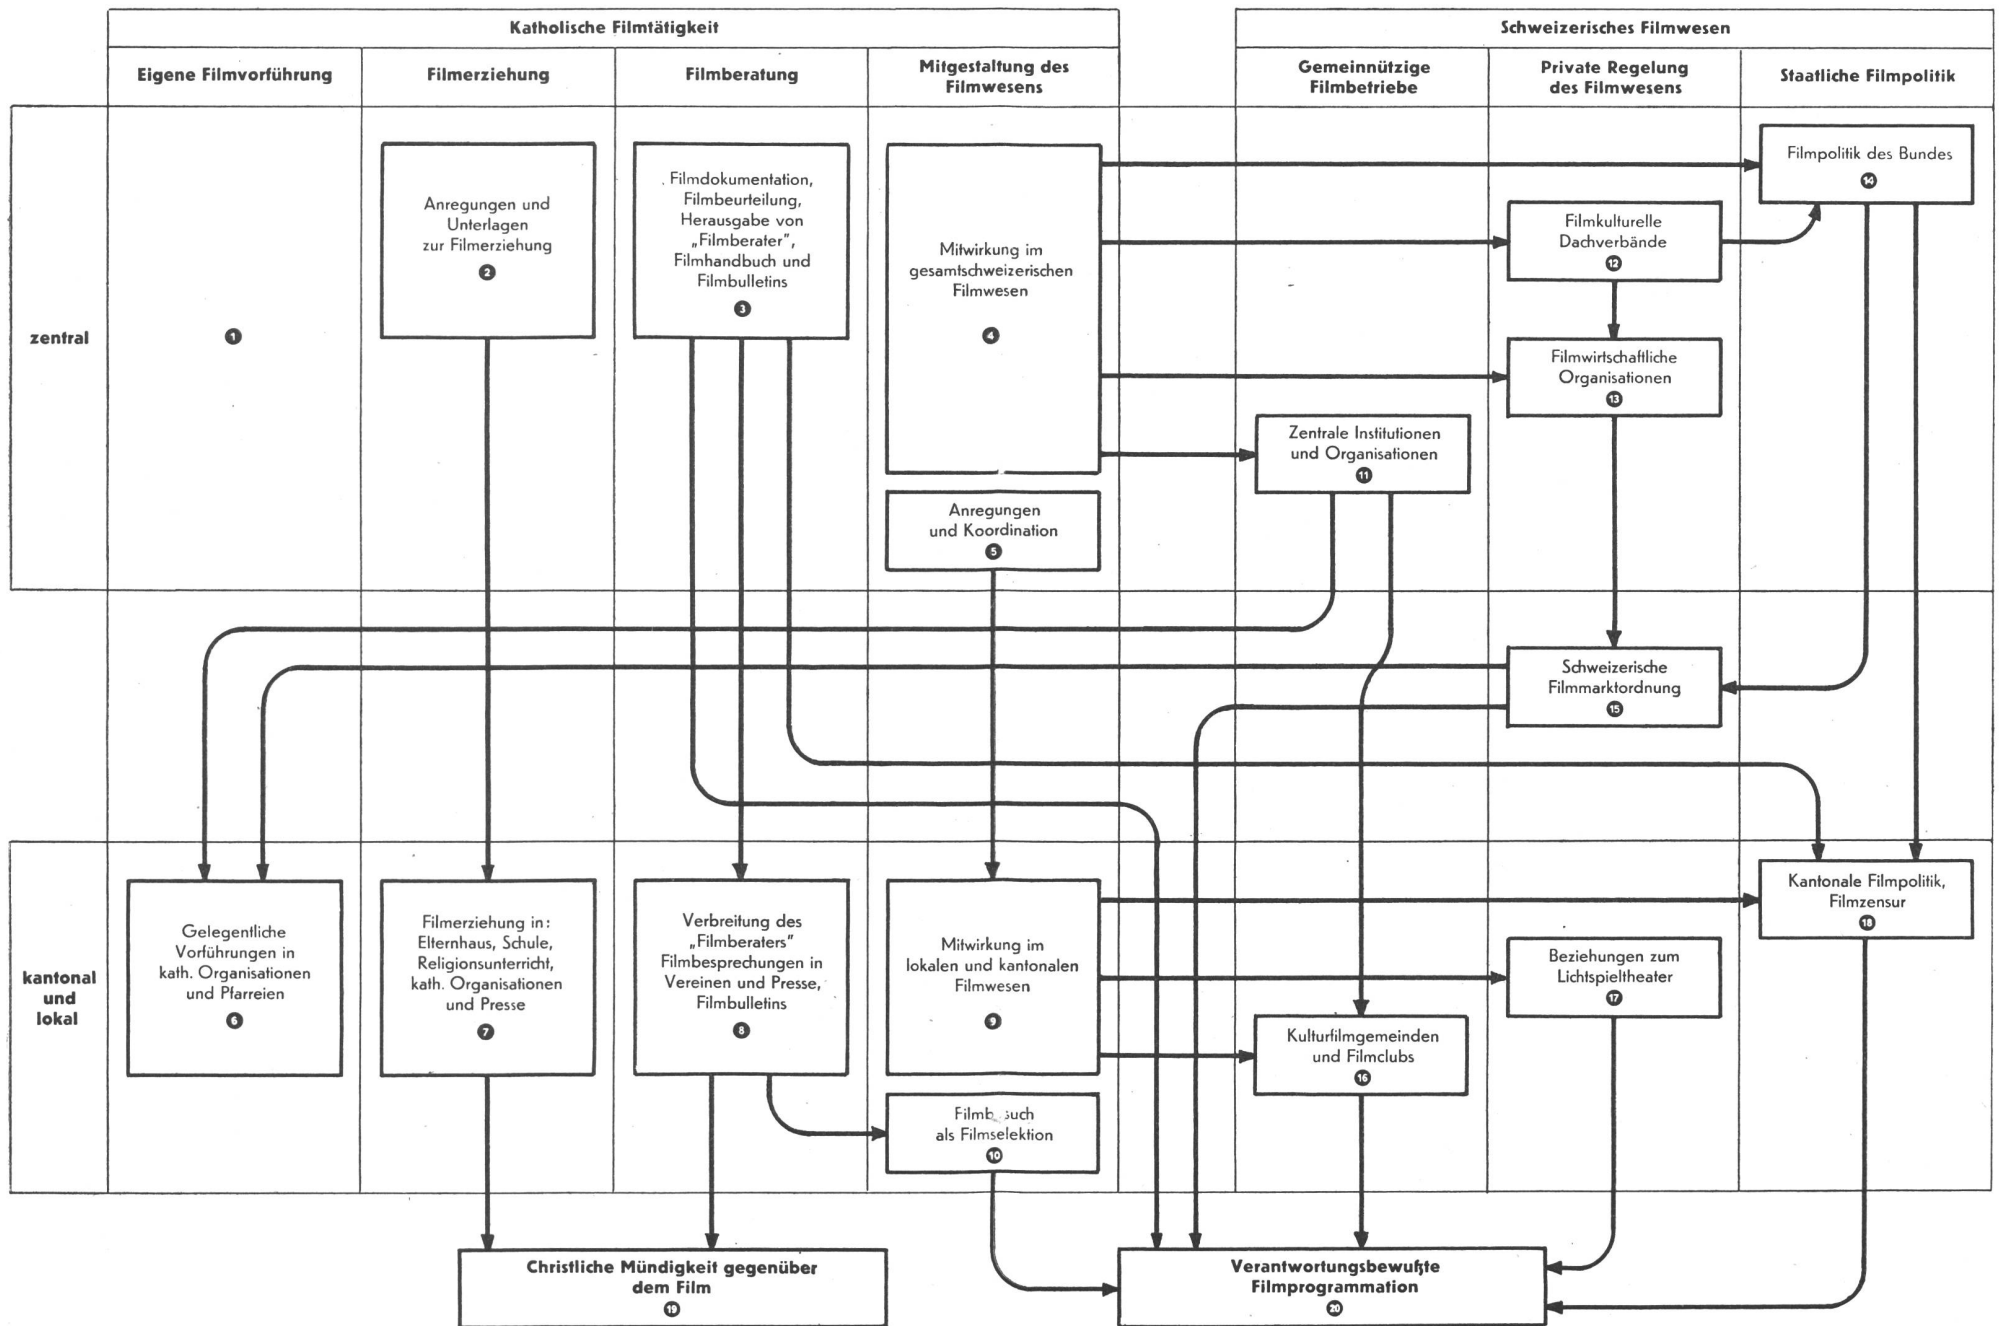 Katholische Filmtätigkeit
Schweizerisches Filmwesen
Eigene Filmvorführung
Filmerziehung
Filmberatung
Mitgestaltung des
Filmwesens
Gemeinnützige
Filmbetriebe
Private Regelung
des Filmwesens
Staatliche Filmpolitik
zentral
1
Anregungen und
Unterlagen
zur Filmerziehung
2
Filmdokumentation,
Filmbeurteilung,
Herausgabe von
„Filmberater”,
Filmhandbuch und
Filmbulletins
3
Mitwirkung im
gesamtschweizerischen
Filmwesen
4
Anregungen
und Koordination
5
Zentrale Institutionen
und Organisationen
11
Filmkulturelle
Dachverbände
12
Filmwirtschaftliche
Organisationen
13
Filmpolitik des Bundes
14
Schweizerische
Filmmarktordnung
15
kantonal
und
lokal
Gelegentliche
Vorführungen in
kath. Organisationen
und Pfarreien
6
Filmerziehung in:
Elternhaus, Schule,
Religionsunterricht,
kath. Organisationen
und Presse
7
Verbreitung des
„Filmberaters”
Filmbesprechungen in
Vereinen und Presse,
Filmbulletins
8
Mitwirkung im
lokalen und kantonalen
Filmwesen
9
als Filmselektion
10
Kulturfilmgemeinden
und Filmclubs
16
Beziehungen zum
Lichtspieltheater
17
Kantonale Filmpolitik,
Filmzensur
18
Christliche Mündigkeit gegenüber
dem Film
19
Verantwortungsbewußte
Filmprogrammation
20